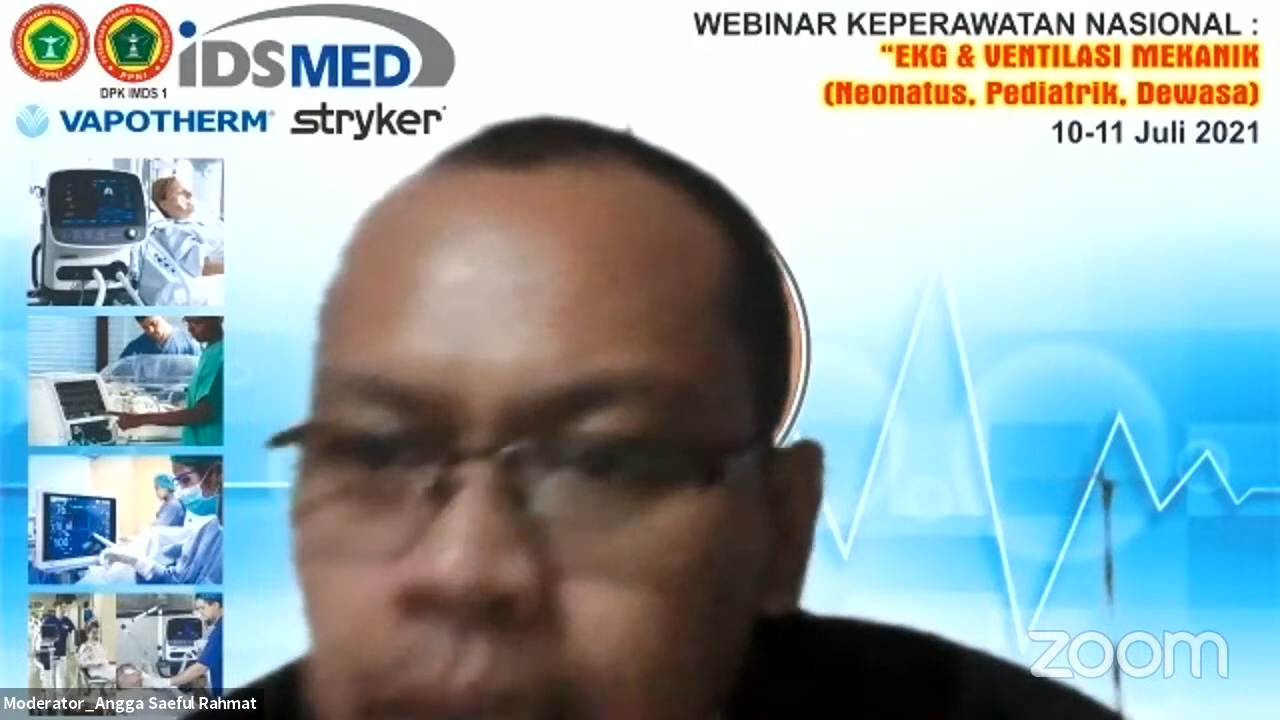 iDSMED
DPK IMDS 1
VAPOTHERM
stryker
WEBINAR KEPERAWATAN NASIONAL :
“EKG & VENTILASI MEKANIK
(Neonatus, Pediatrik, Dewasa)
10-11 Juli 2021
PPNI
zoom
Moderator_Angga Saeful Rahmat